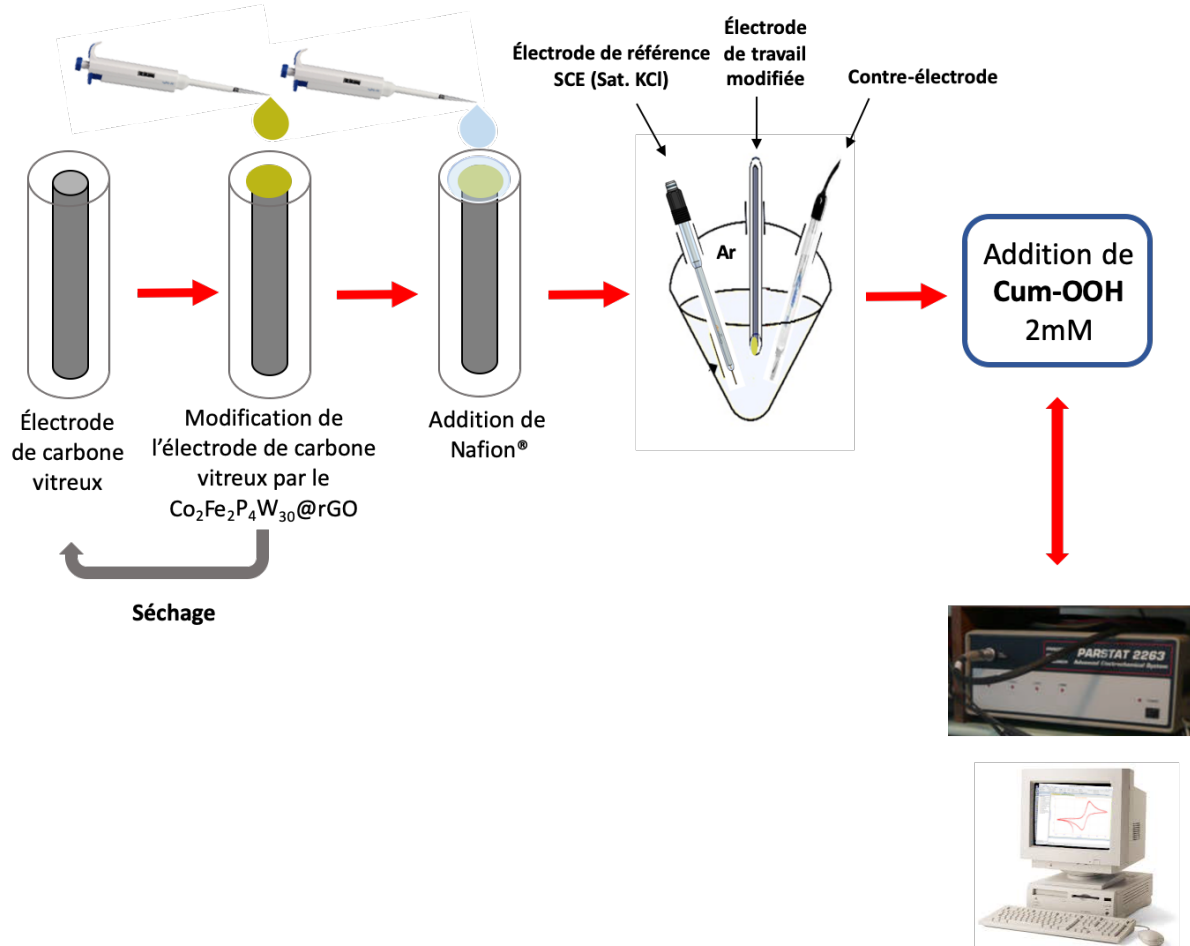 Électrode de référence
SCE (Sat. KCl)
Électrode
de travail
modifiée
Contre-électrode
Ar
Addition de
Cum-OOH
2mM
Électrode
de carbone
vitreux
Modification de
l’électrode de carbone
vitreux par le
Co₂Fe₂P₄W₃₀@rGO
Addition de
Nafion®
Séchage
PARSTAT 2263
Advanced Electrochemical System